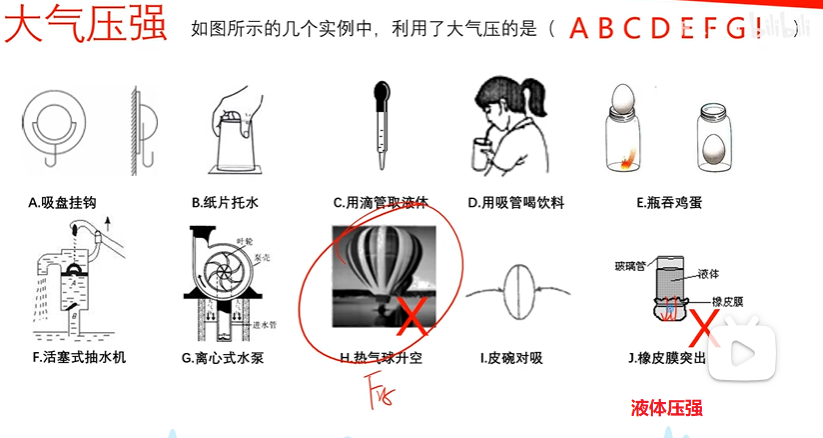 大气压强
如图所示的几个实例中，利用了大气压的是（ A B C D E F G I ）
bilibili
A.吸盘挂钩
B.纸片托水
C.用滴管取液体
D.用吸管喝饮料
E.瓶吞鸡蛋
叶轮
泵壳
进水管
A
B
玻璃管
液体
橡皮膜
X
X
F.活塞式抽水机
G.离心式水泵
H.热气球升空
I.皮碗对吸
J.橡皮膜突出
F浮
液体压强